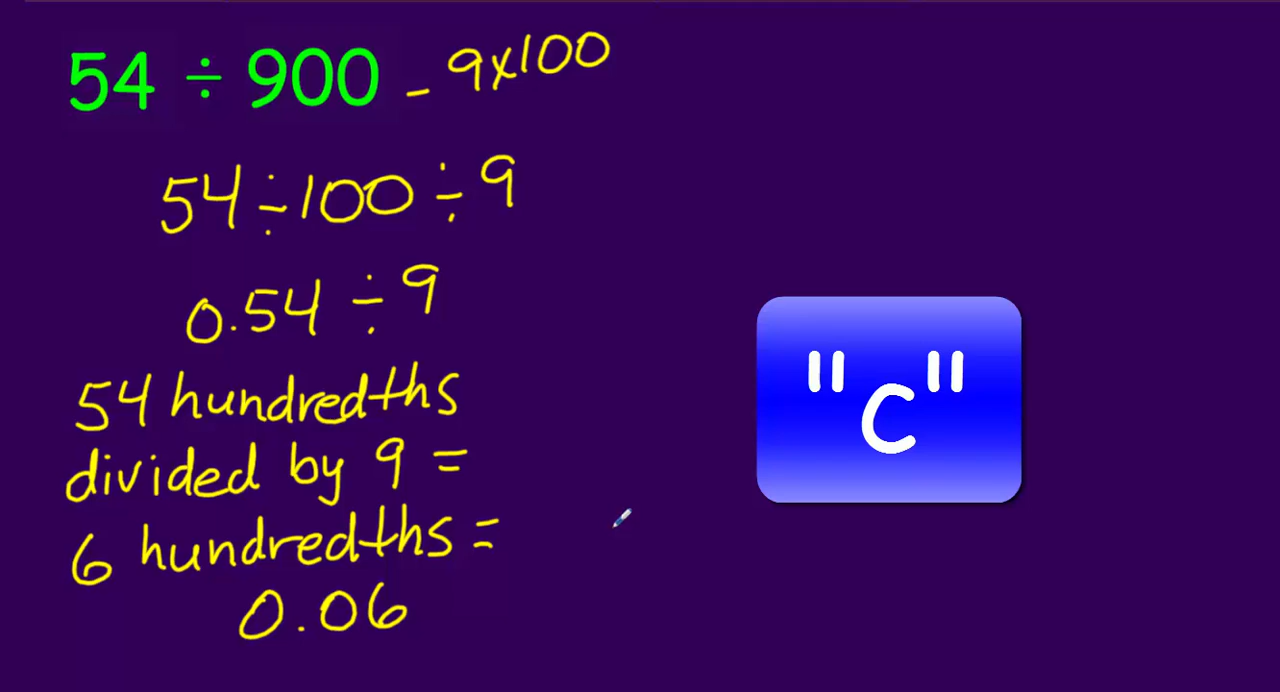 54 ÷ 900 - 9x100
54 ÷ 100 ÷ 9
0.54 ÷ 9
54 hundredths
divided by 9 =
6 hundredths =
0.06
"C"